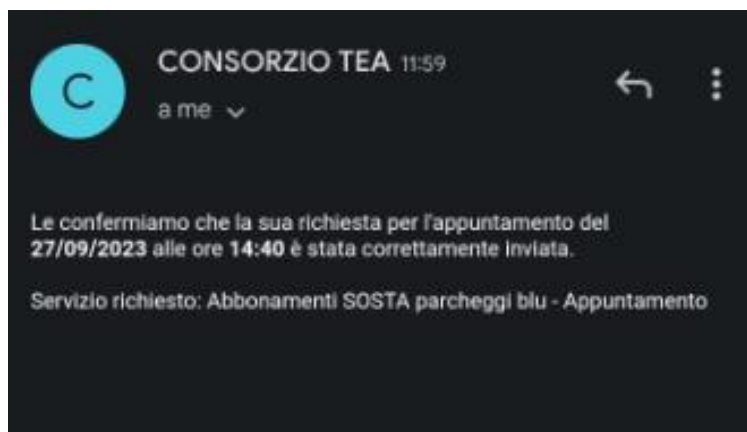 C
CONSORZIO TEA 11:59
a me
Le confermiamo che la sua richiesta per l'appuntamento del
27/09/2023 alle ore 14:40 è stata correttamente inviata.
Servizio richiesto: Abbonamenti SOSTA parcheggi blu - Appuntamento